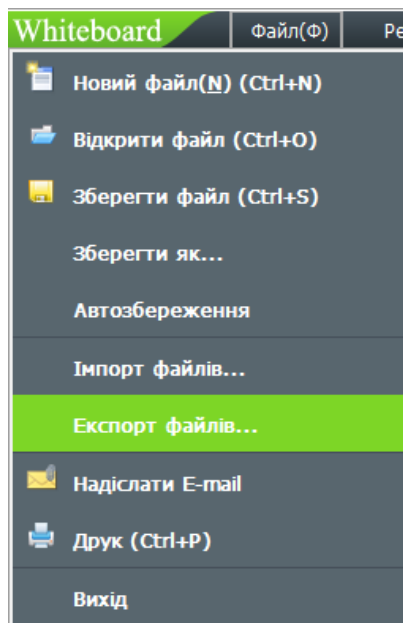 Whiteboard Файл(Ф) Ре
Новий файл(N) (Ctrl+N)
Відкрити файл (Ctrl+O)
Зберегти файл (Ctrl+S)
Зберегти як...
Автозбереження
Імпорт файлів...
Експорт файлів...
Надіслати E-mail
Друк (Ctrl+P)
Вихід